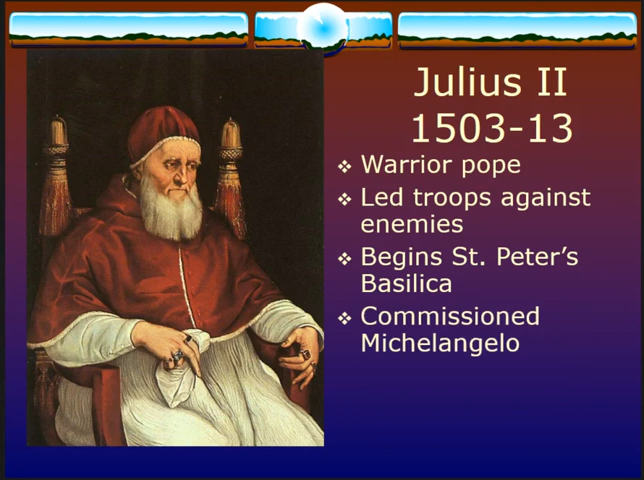 Julius II
1503-13
❖ Warrior pope
❖ Led troops against
enemies
❖ Begins St. Peter’s
Basilica
❖ Commissioned
Michelangelo